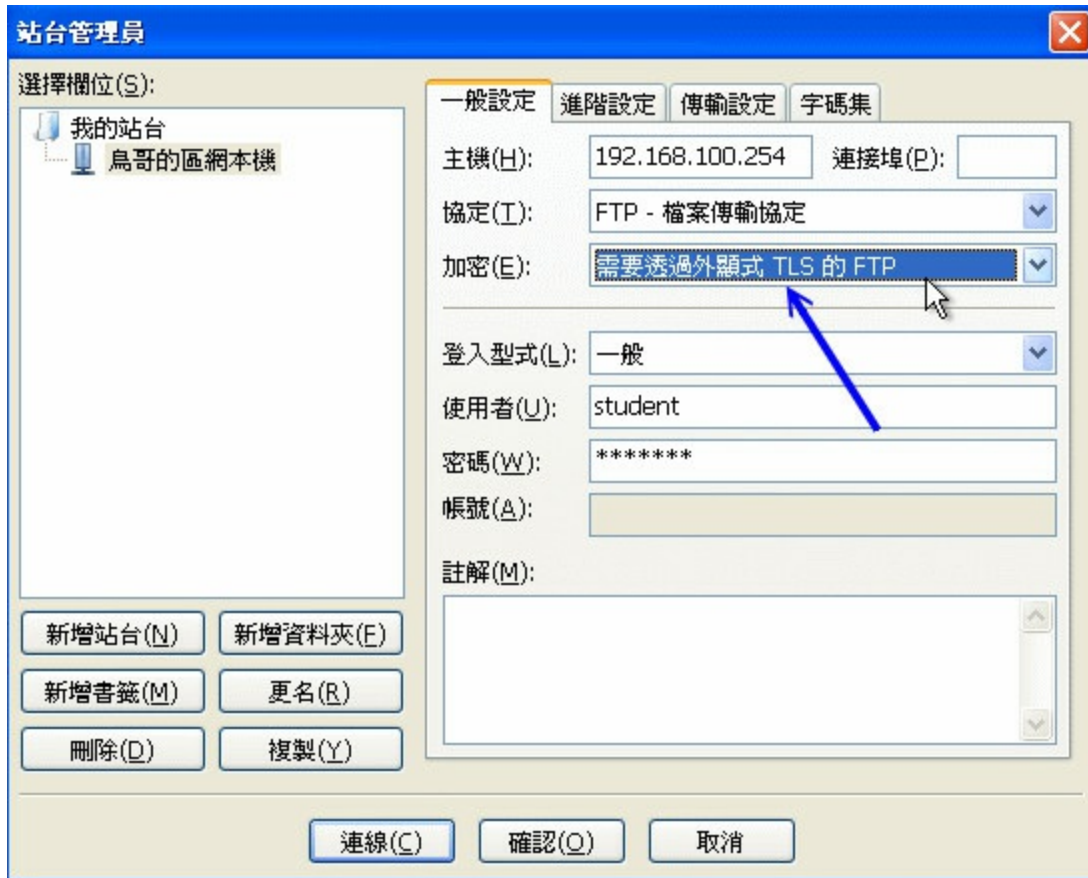 站台管理員
選擇欄位(S):
我的站台
鳥哥的區網本機
新增站台(N) 新增資料夾(F)
新增書籤(M) 更名(R)
刪除(D) 複製(Y)
一般設定 進階設定 傳輸設定 字碼集
主機(H): 192.168.100.254 連接埠(P):
協定(T): FTP - 檔案傳輸協定
加密(E): 需要透過外顯式 TLS 的 FTP
登入型式(L): 一般
使用者(U): student
密碼(W): *******
帳號(A):
註解(M):
連線(C) 確認(O) 取消